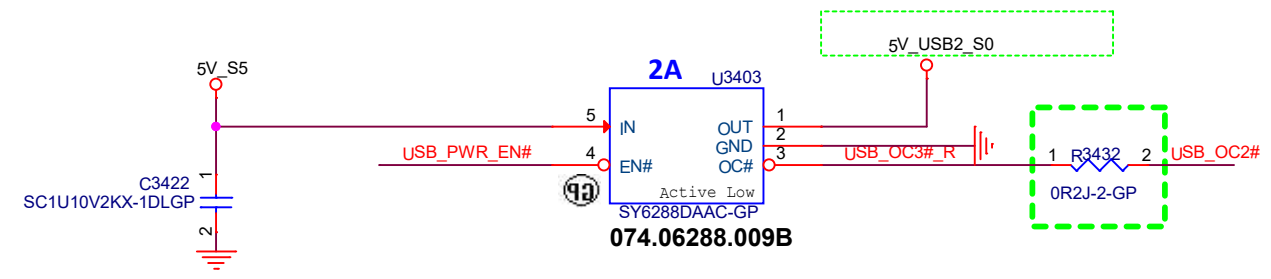 5V_USB2_S0
5V_S5
2A
U3403
5
IN
OUT
1
GND
2
USB_PWR_EN#
4
EN#
OC#
3
USB_OC3#_R
1
R3432
2
USB_OC2#
C3422
1
SC1U10V2KX-1DLGP
2
GP
Active Low
0R2J-2-GP
SY6288DAAC-GP
074.06288.009B